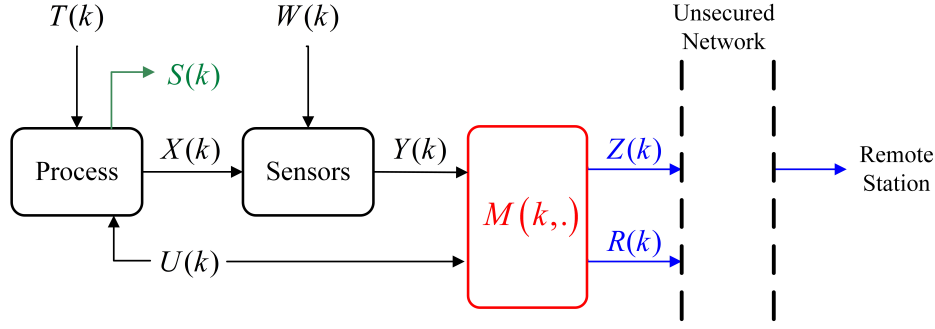 T(k)
W(k)
Unsecured
Network
S(k)
Process
X(k)
Sensors
Y(k)
M(k,.)
Z(k)
Remote
Station
U(k)
R(k)